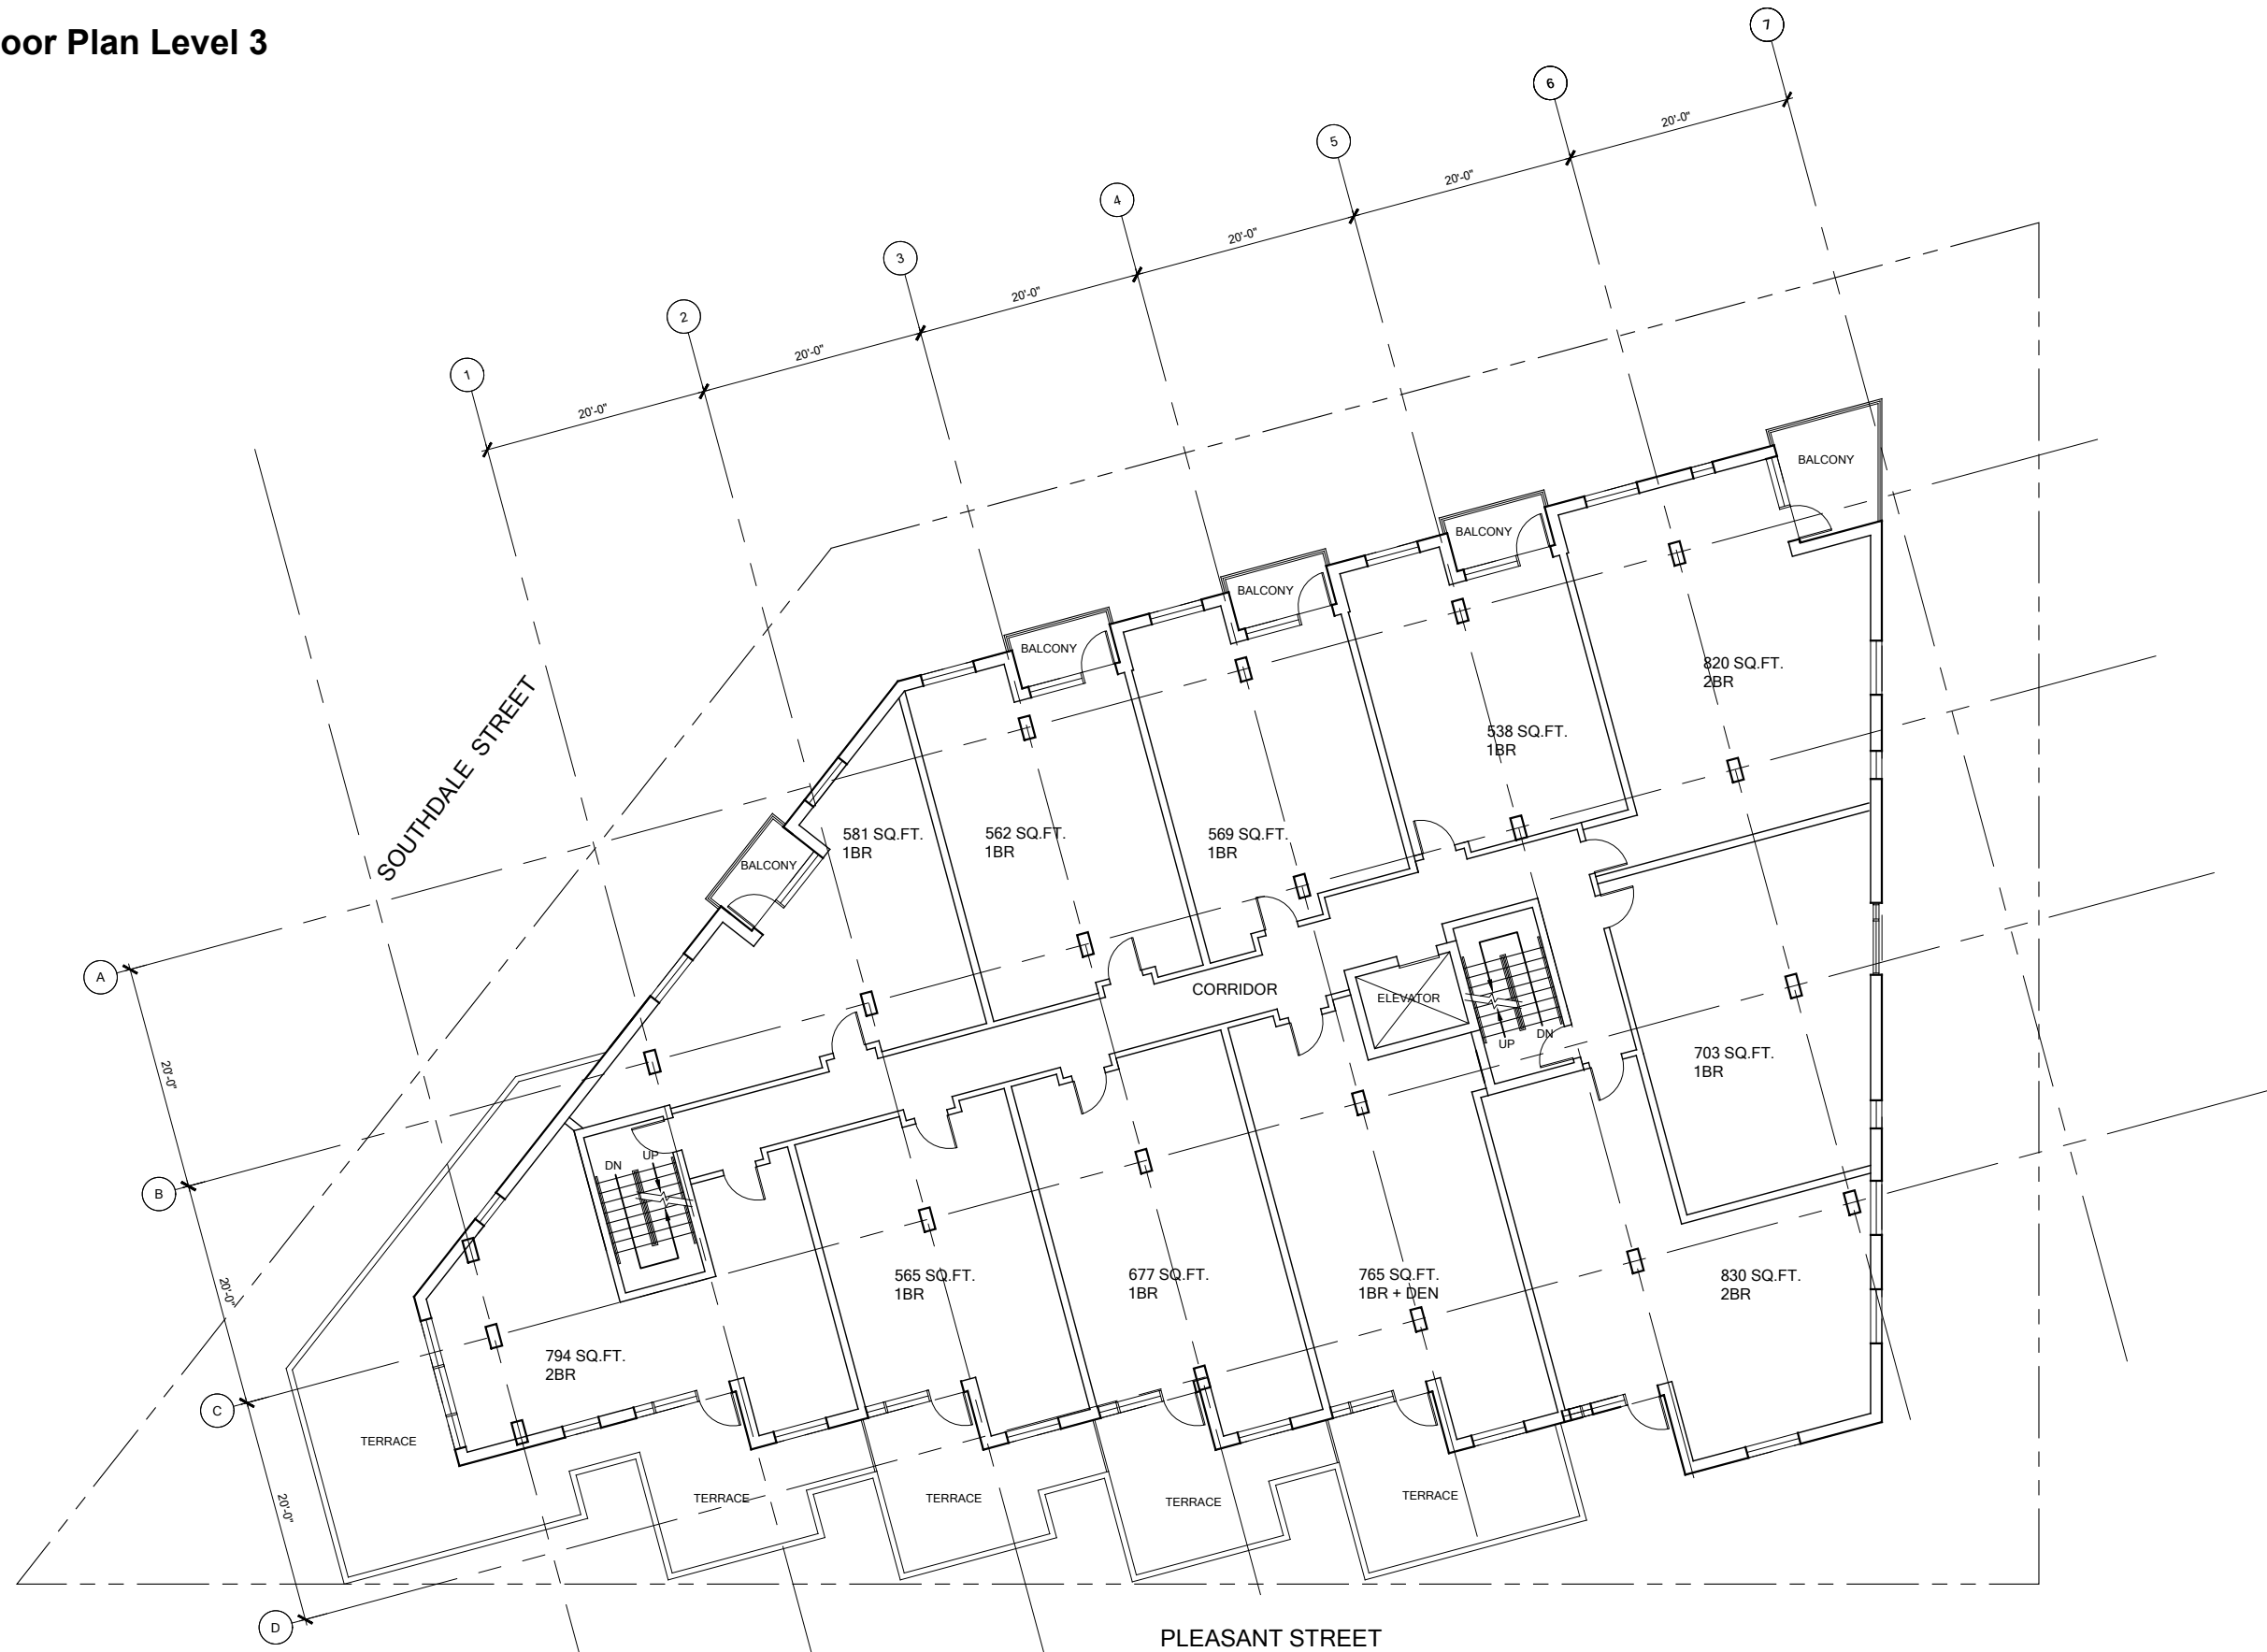 oor Plan Level 3
7
6
5
4
3
2
1
20'-0"
20'-0"
20'-0"
20'-0"
20'-0"
20'-0"
BALCONY
BALCONY
BALCONY
BALCONY
BALCONY
SOUTHDALE STREET
820 SQ.FT.
2BR
538 SQ.FT.
1BR
581 SQ.FT.
1BR
562 SQ.FT.
1BR
569 SQ.FT.
1BR
A
B
C
D
20'-0"
20'-0"
20'-0"
CORRIDOR
ELEVATOR
UP
DN
703 SQ.FT.
1BR
DN
UP
565 SQ.FT.
1BR
677 SQ.FT.
1BR
765 SQ.FT.
1BR + DEN
830 SQ.FT.
2BR
794 SQ.FT.
2BR
TERRACE
TERRACE
TERRACE
TERRACE
TERRACE
PLEASANT STREET